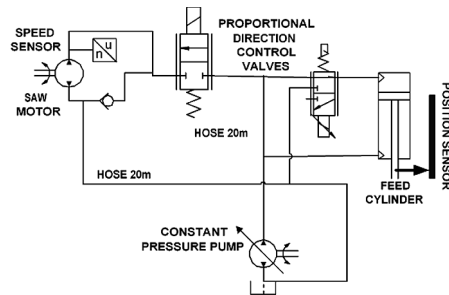 SPEED
SENSOR
n
u
SAW
MOTOR
PROPORTIONAL
DIRECTION
CONTROL
VALVES
HOSE 20m
HOSE 20m
CONSTANT
PRESSURE PUMP
FEED
CYLINDER
POSITION SENSOR